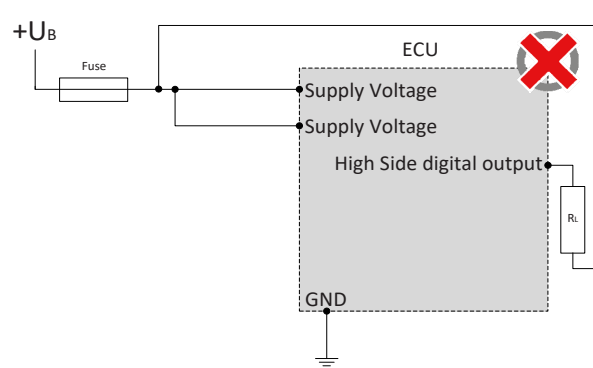 +UB
Fuse
ECU
Supply Voltage
Supply Voltage
High Side digital output
RL
GND